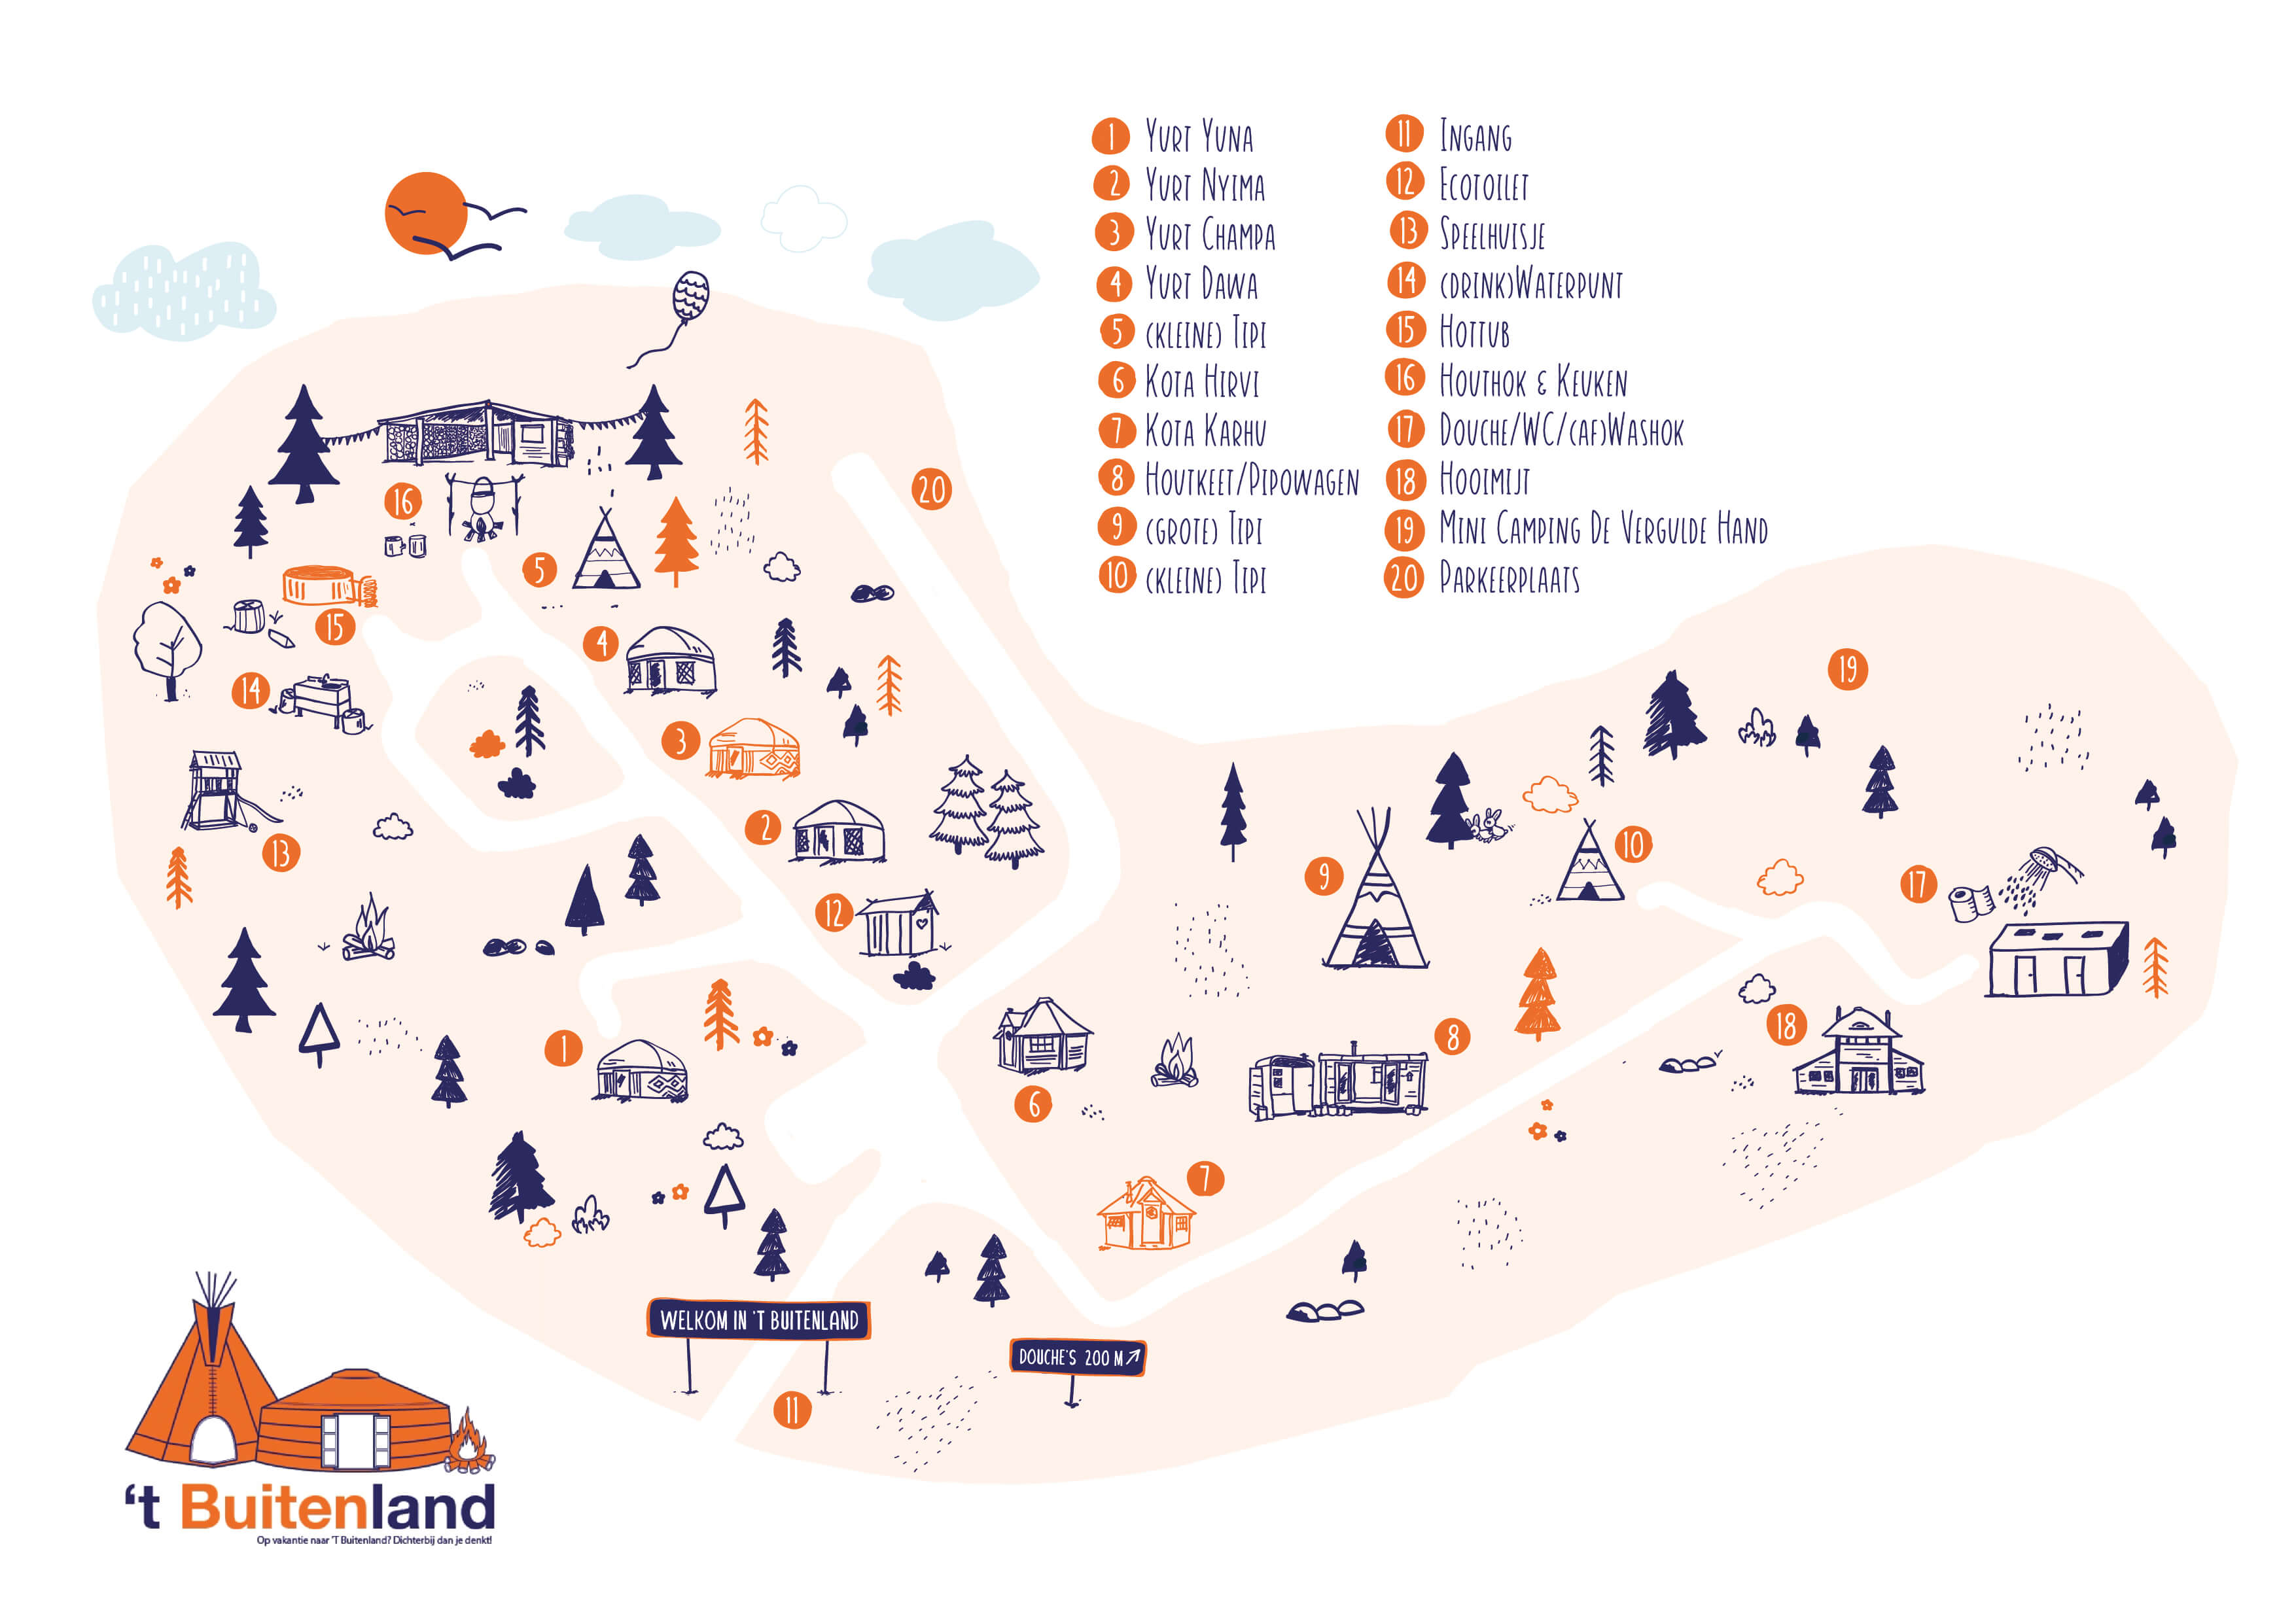 1 Yurt Yuna
2 Yurt Nyima
3 Yurt Champa
4 Yurt Dawa
5 (kleine) Tipi
6 Kota Hirvi
7 Kota Karhu
8 Houtkeet/Pipowagen
9 (grote) Tipi
10 (kleine) Tipi
11 Ingang
12 Ecotoilet
13 Speelhuisje
14 (drink)Waterpunt
15 Hottub
16 Houthok & Keuken
17 Douche/WC/(af)Washok
18 Hooimijt
19 Mini Camping De Vergulde Hand
20 Parkeerplaats
20
16
5
15
4
19
14
3
2
13
10
9
17
12
18
8
1
6
7
WELKOM IN 'T BUITENLAND
DOUCHE'S 200 M
11
't Buitenland
Op vakantie naar 'T Buitenland? Dichterbij dan je denkt!